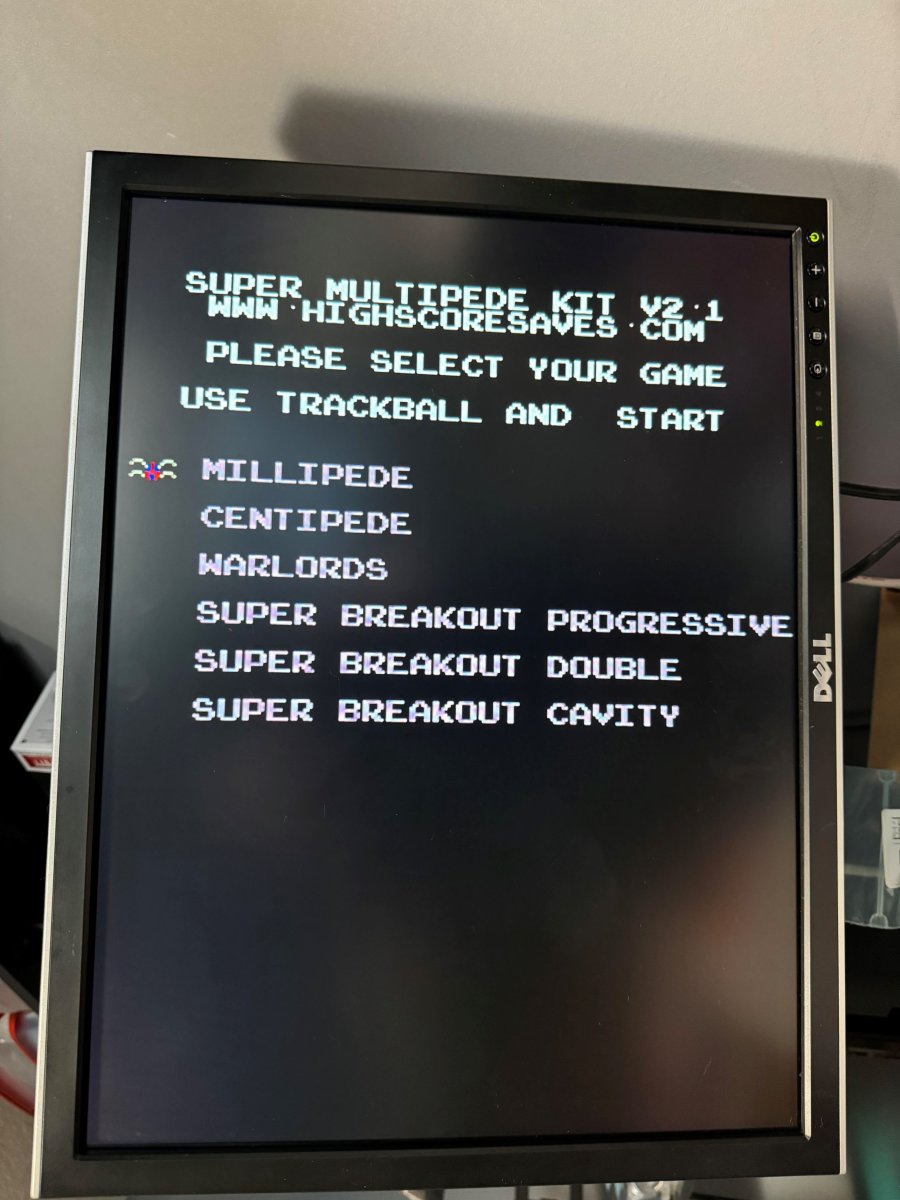 SUPER MULTIPEDE KIT V2.1
WWW.HIGHSCORESAVES.COM
PLEASE SELECT YOUR GAME
USE TRACKBALL AND START
MILLIPEDE
CENTIPEDE
WARLORDS
SUPER BREAKOUT PROGRESSIVE
SUPER BREAKOUT DOUBLE
SUPER BREAKOUT CAVITY
DELL